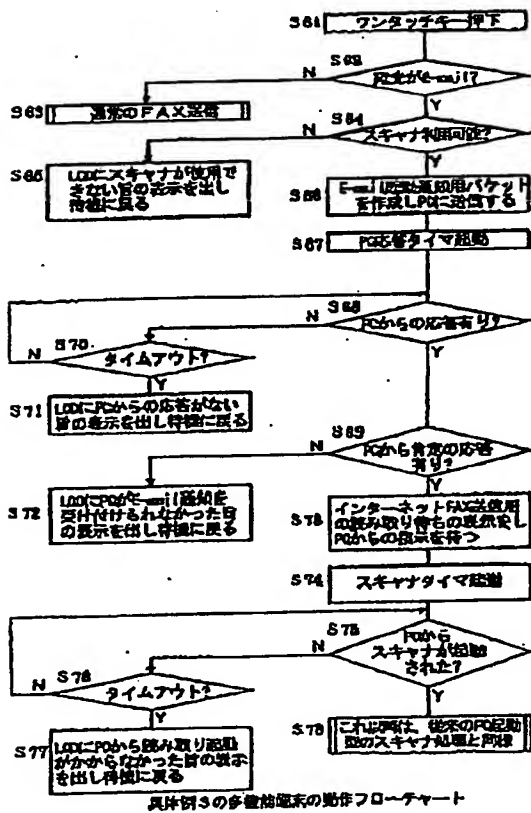 S61
ワンタッチキー押下
S62
宛先がE-mail?
N
Y
S63
通常のFAX送信
S64
スキャナ利用可能?
N
Y
S65
LCDにスキャナが使用で
きない旨の表示を出し
待機に戻る
S66
E-mail起動通知用パケット
を作成しPCに送信する
S67
PC応答タイマ起動
S68
PCからの応答有り?
N
Y
S70
タイムアウト?
N
Y
S71
LCDにPCからの応答がない
旨の表示を出し待機に戻る
S69
PCから肯定の応答
有り?
N
Y
S72
LCDにPCがE-mail通知を
受け付けられなかった旨
の表示を出し待機に戻る
S73
インターネットFAX送信用
の読み取り待ちの表示をし
PCからの指示を待つ
S74
スキャナタイマ起動
S75
PCから
スキャナが起動
された?
N
Y
S76
タイムアウト?
N
Y
S77
LCDにPCから読み取り起動
がかからなかった旨の表示
を出し待機に戻る
S78
これ以降は、従来のPC起動
型のスキャナ処理と同様
具体例3の多機能端末の動作フローチャート